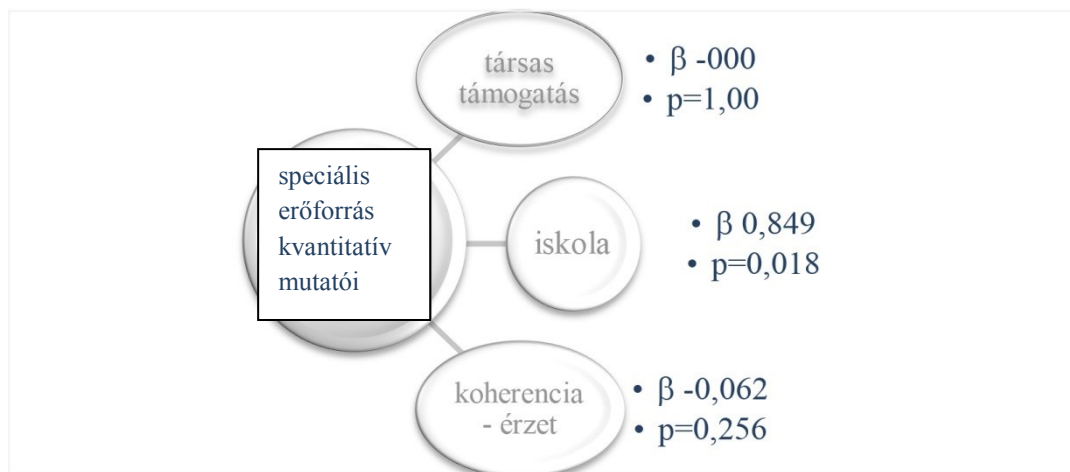 társas
támogatás
• β -000
• p=1,00
speciális
erőforrás
kvantitatív
mutatói
iskola
• β 0,849
• p=0,018
koherencia
- érzet
• β -0,062
• p=0,256